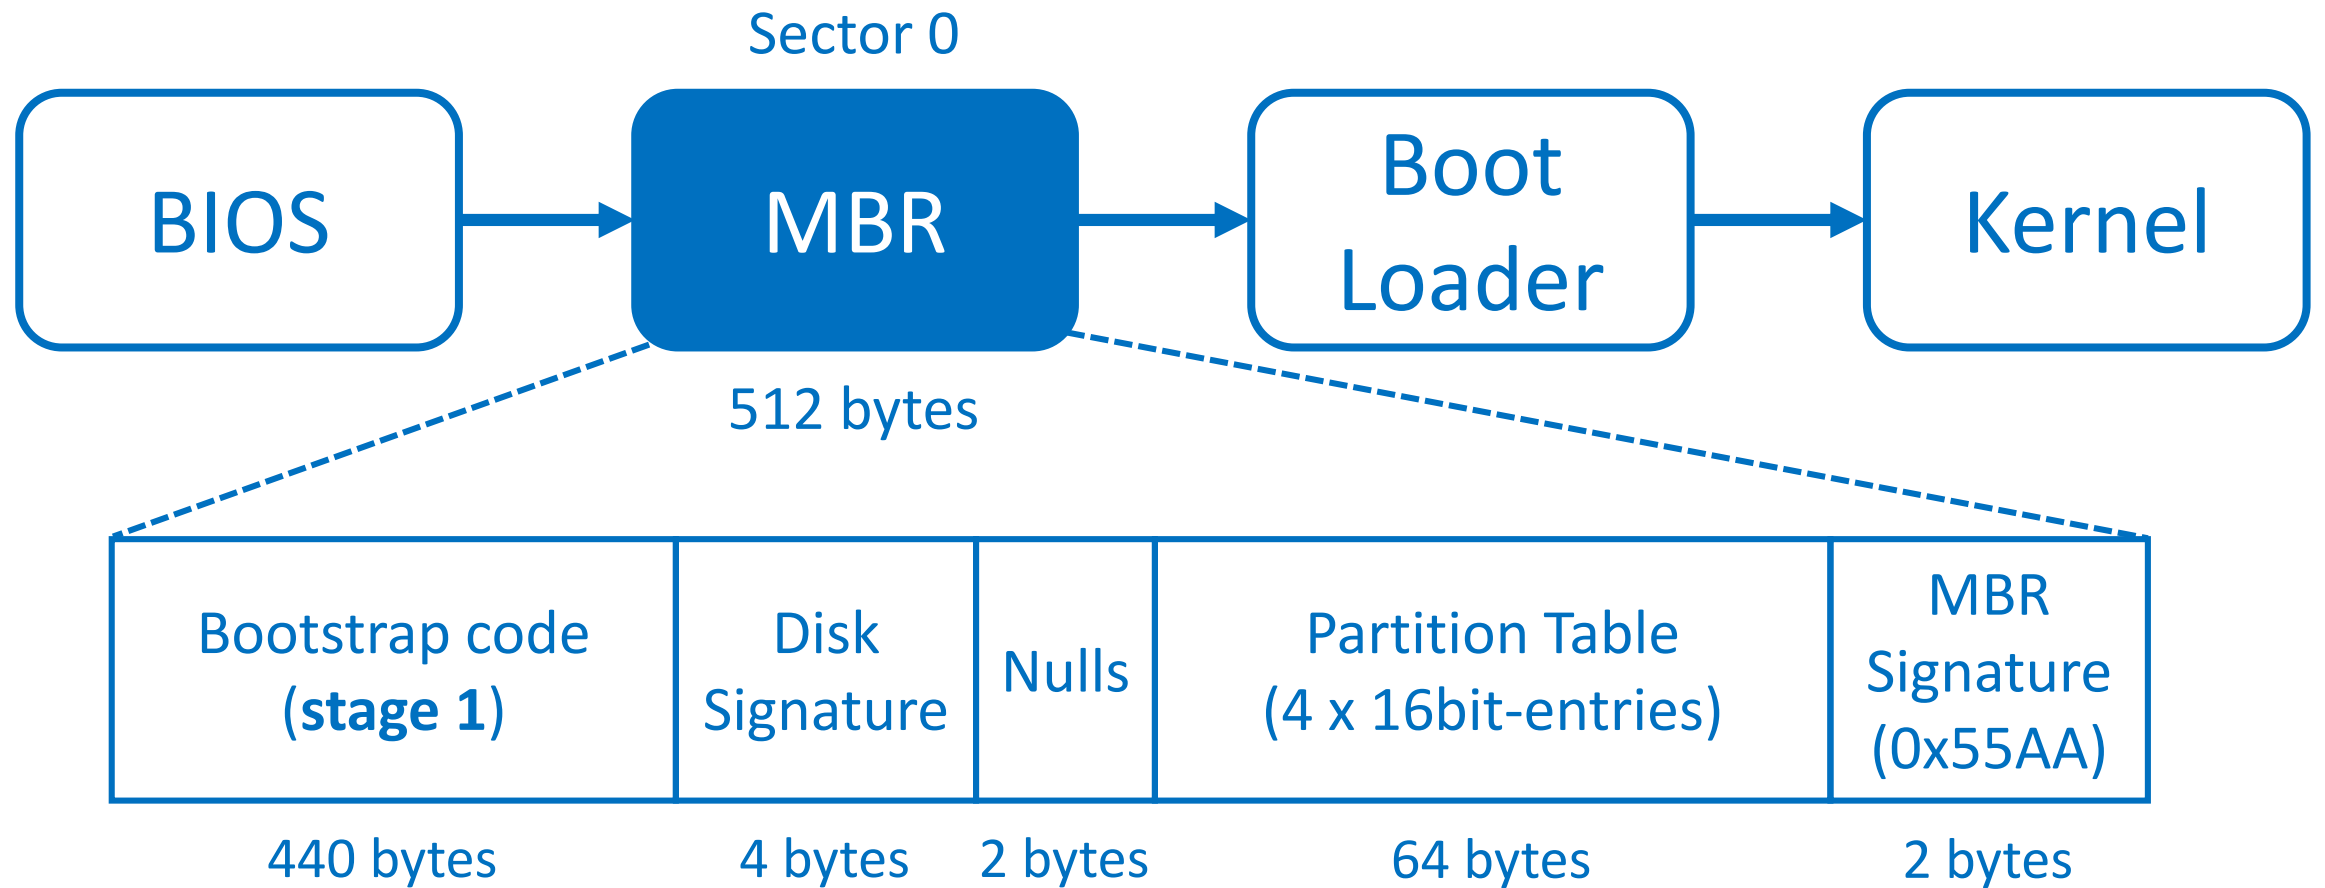 Sector 0
BIOS
MBR
Boot
Loader
Kernel
512 bytes
Bootstrap code
(stage 1)
Disk
Signature
Nulls
Partition Table
(4 x 16bit-entries)
MBR
Signature
(0x55AA)
440 bytes
4 bytes
2 bytes
64 bytes
2 bytes